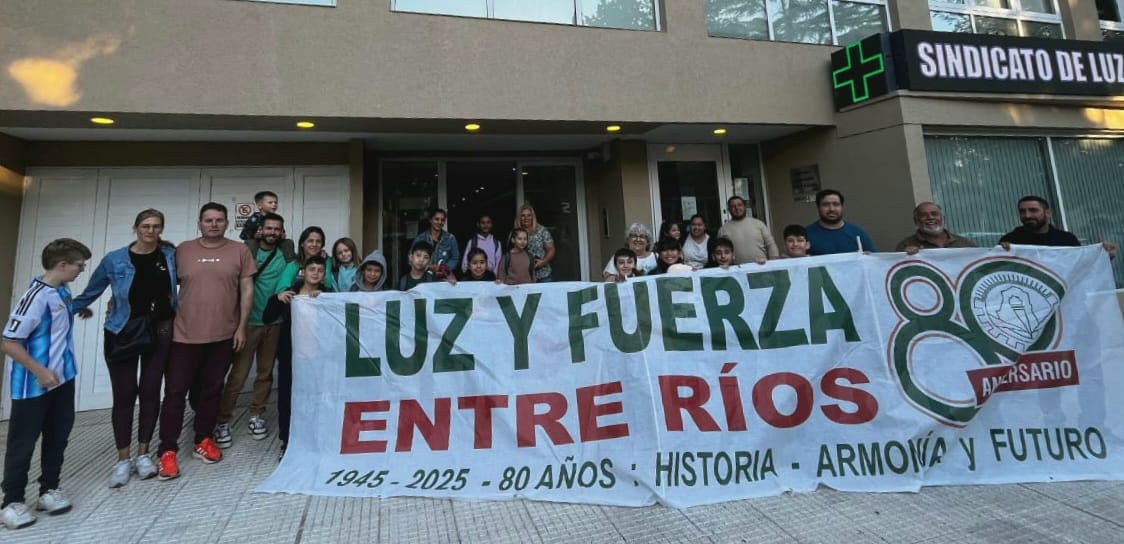 SINDICATO DE LUZ
LUZ Y FUERZA
ENTRE RÍOS
80
ANIVERSARIO
1945 - 2025 - 80 AÑOS : HISTORIA - ARMONÍA y FUTURO